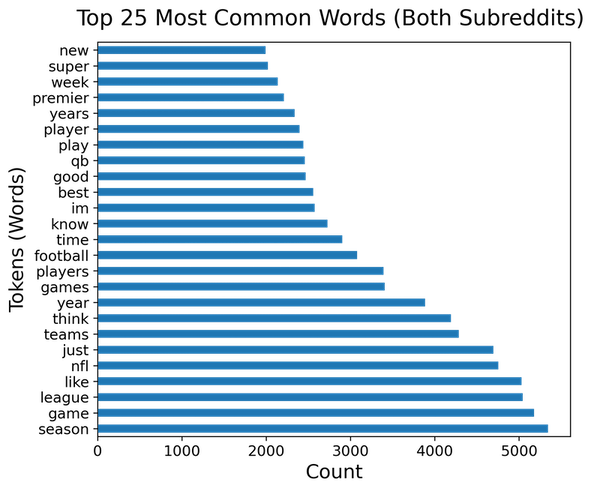 Top 25 Most Common Words (Both Subreddits)
new
super
week
premier
years
player
play
qb
good
best
im
know
time
football
players
games
year
think
teams
just
nfl
like
league
game
season
Tokens (Words)
0 1000 2000 3000 4000 5000
Count